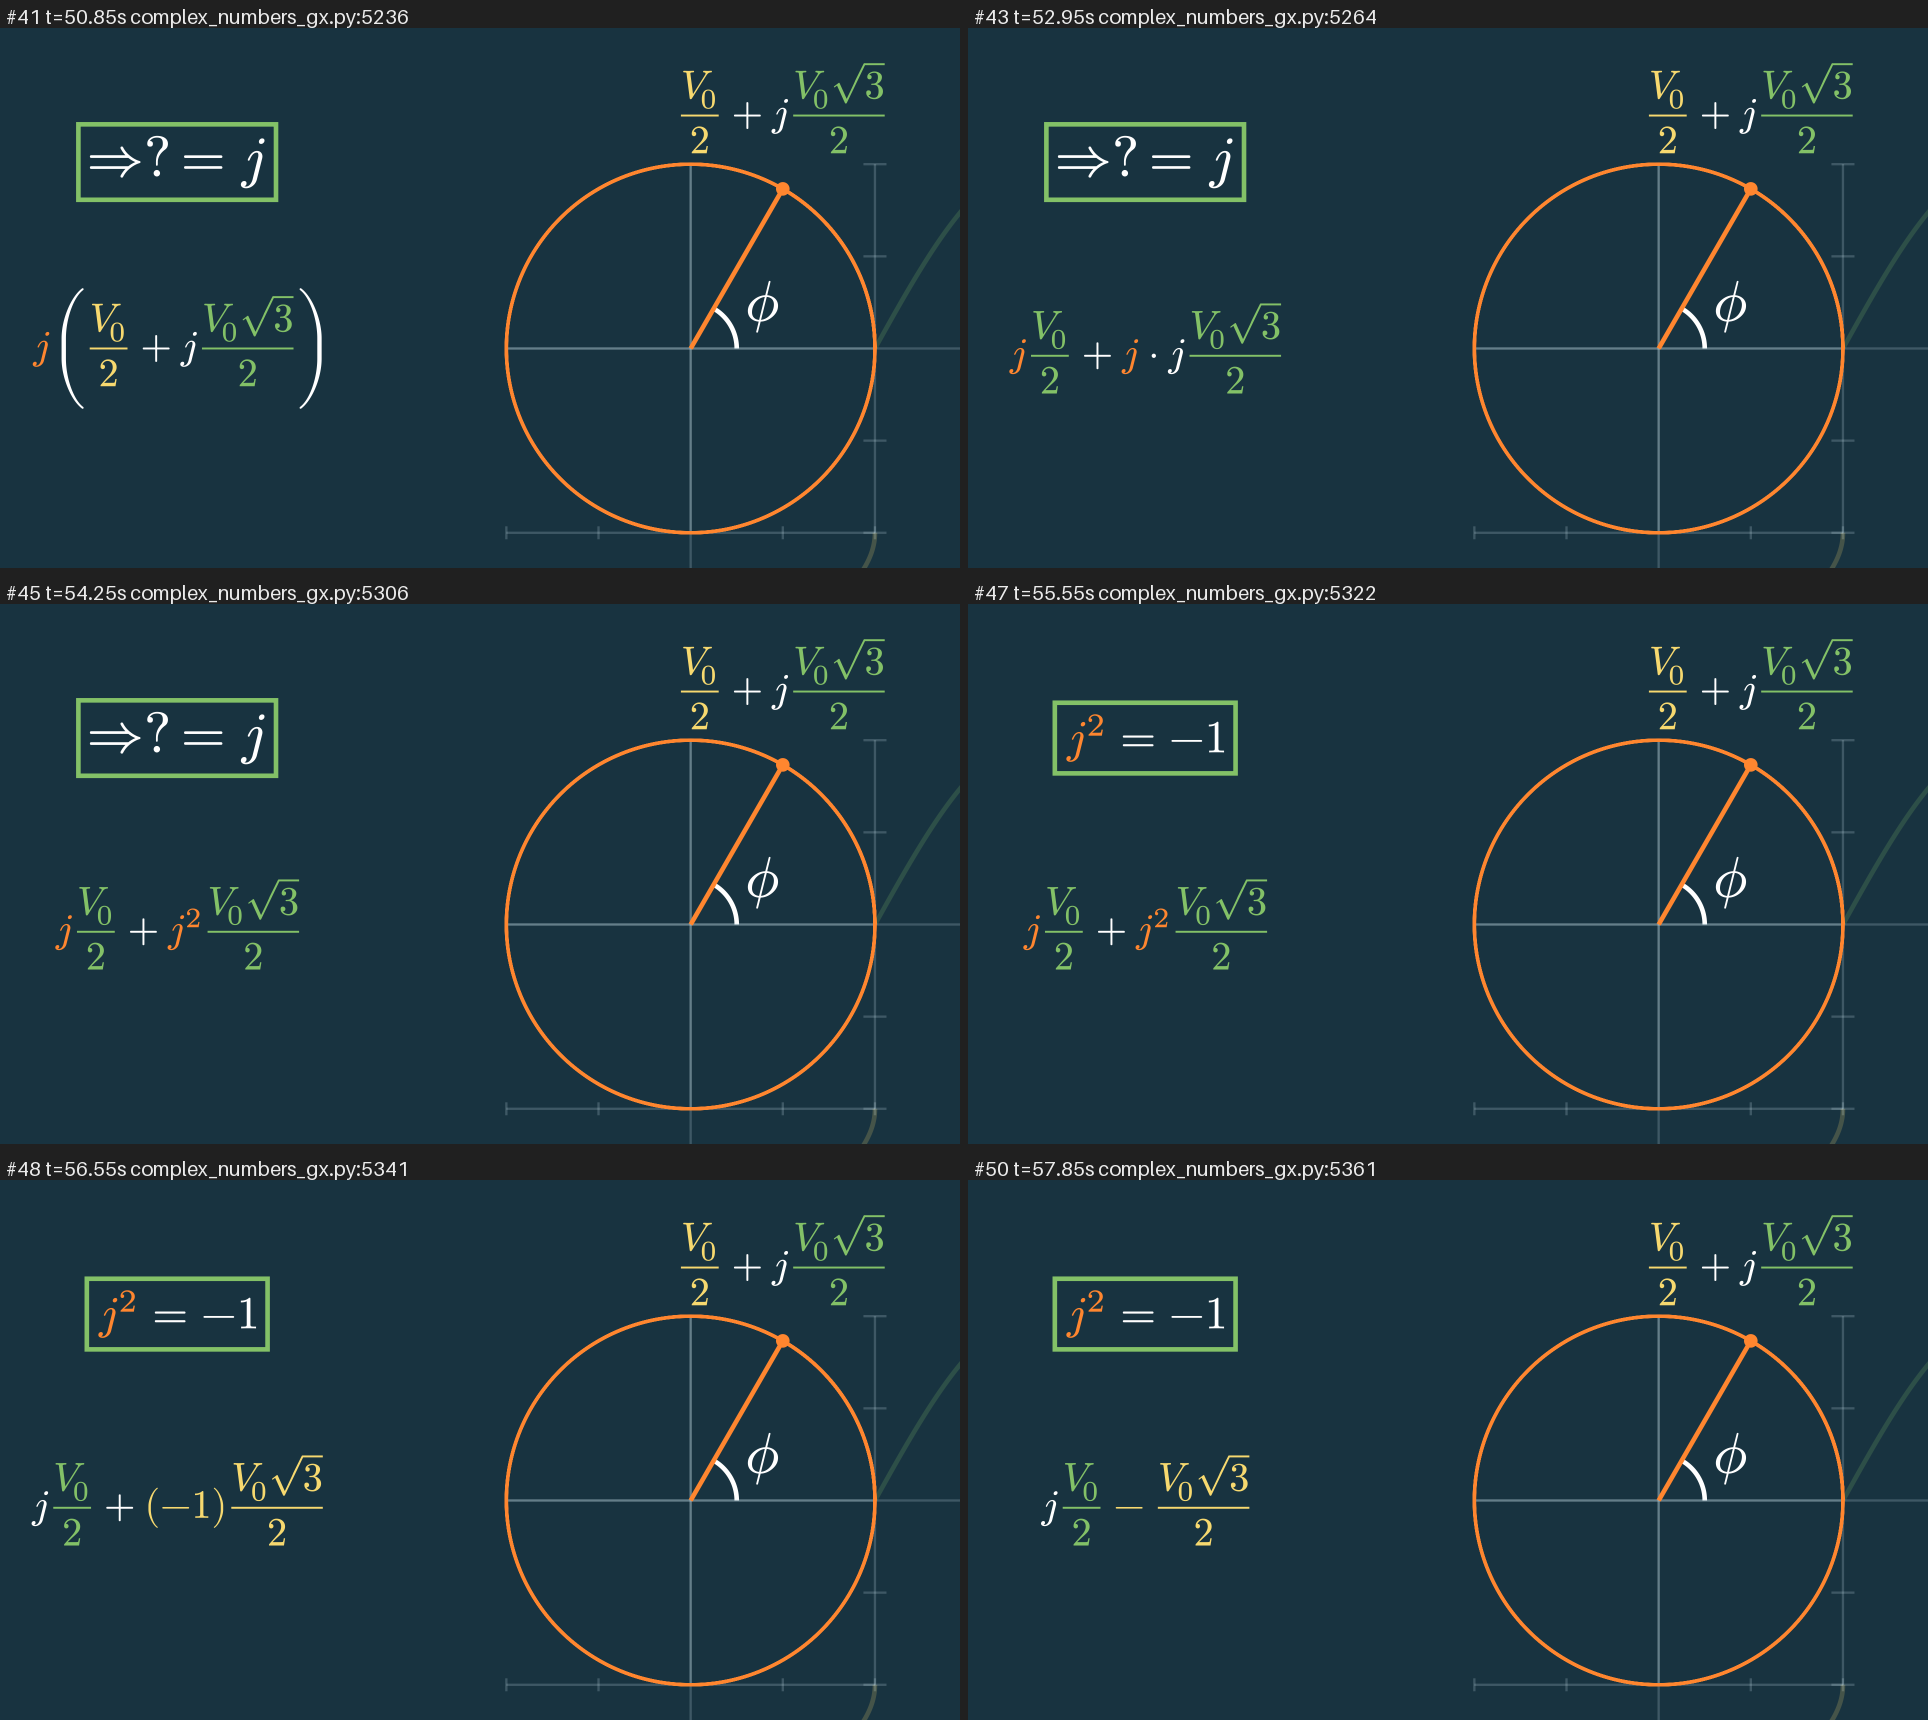 #41 t=50.85s complex_numbers_gx.py:5236
V₀/2 + j V₀√3/2
⇒? = j
j(V₀/2 + j V₀√3/2)
ϕ
#43 t=52.95s complex_numbers_gx.py:5264
V₀/2 + j V₀√3/2
⇒? = j
j V₀/2 + j · j V₀√3/2
ϕ
#45 t=54.25s complex_numbers_gx.py:5306
V₀/2 + j V₀√3/2
⇒? = j
j V₀/2 + j² V₀√3/2
ϕ
#47 t=55.55s complex_numbers_gx.py:5322
V₀/2 + j V₀√3/2
j² = −1
j V₀/2 + j² V₀√3/2
ϕ
#48 t=56.55s complex_numbers_gx.py:5341
V₀/2 + j V₀√3/2
j² = −1
j V₀/2 + (−1) V₀√3/2
ϕ
#50 t=57.85s complex_numbers_gx.py:5361
V₀/2 + j V₀√3/2
j² = −1
j V₀/2 − V₀√3/2
ϕ